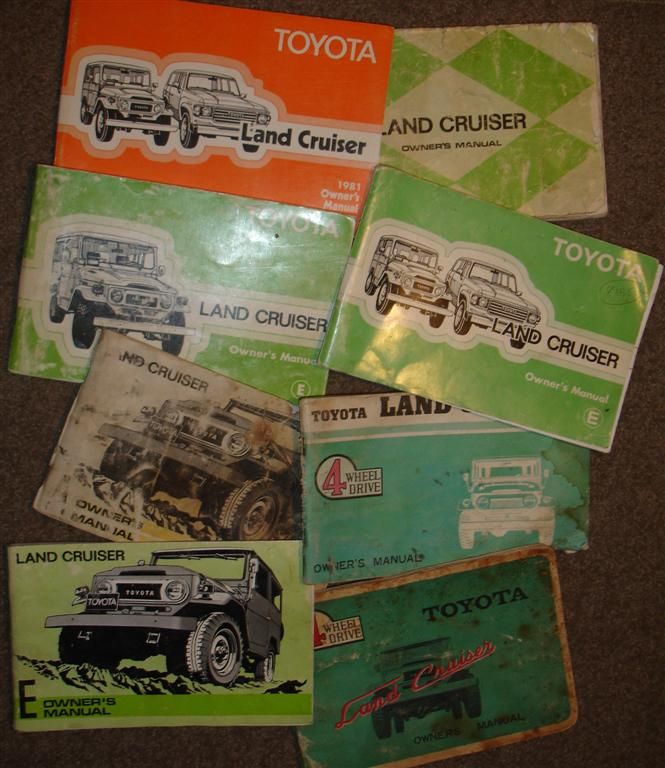 TOYOTA
Land Cruiser
1981
Owner's
Manual
LAND CRUISER
OWNER'S MANUAL
TOYOTA
LAND CRUISER
Owner's Manual
E
TOYOTA
LAND CRUISER
Owner's Manual
E
LAND CRUISER
TOYOTA
OWNER'S
MANUAL
TOYOTA LAND
4 WHEEL
DRIVE
OWNER'S MANUAL
LAND CRUISER
TOYOTA
TOYOTA
E OWNER'S
MANUAL
4 WHEEL
DRIVE
TOYOTA
Land Cruiser
OWNER'S MANUAL